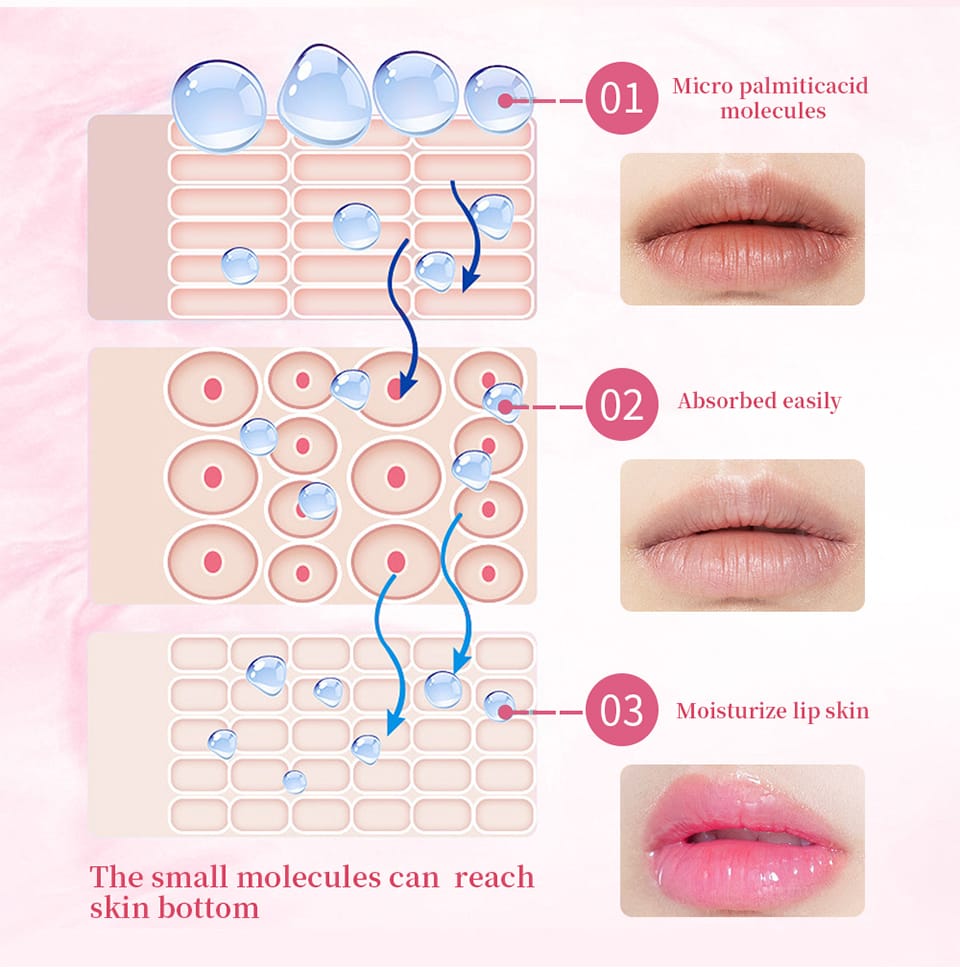 01
Micro palmiticacid
molecules
02
Absorbed easily
03
Moisturize lip skin
The small molecules can reach
skin bottom